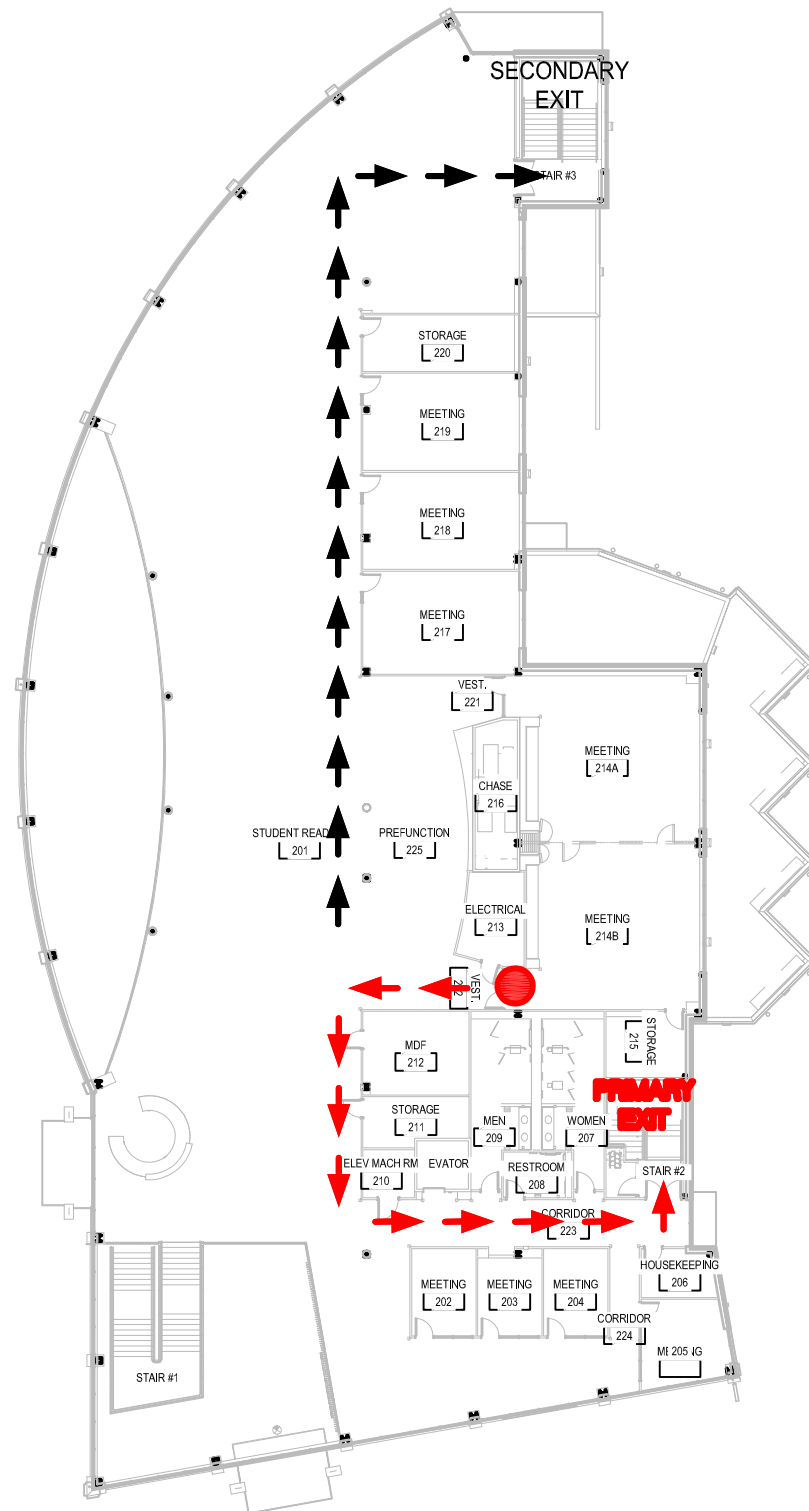 SECONDARY
EXIT
STAIR #3
STORAGE
220
MEETING
219
MEETING
218
MEETING
217
VEST.
221
MEETING
214A
CHASE
216
STUDENT READ
201
PREFUNCTION
225
ELECTRICAL
213
MEETING
214B
VEST.
MDF
212
STORAGE
215
PRIMARY
EXIT
STORAGE
211
MEN
209
WOMEN
207
ELEV MACH RM
210
EVATOR
RESTROOM
208
STAIR #2
CORRIDOR
223
HOUSEKEEPING
206
MEETING
202
MEETING
203
MEETING
204
CORRIDOR
224
205
STAIR #1